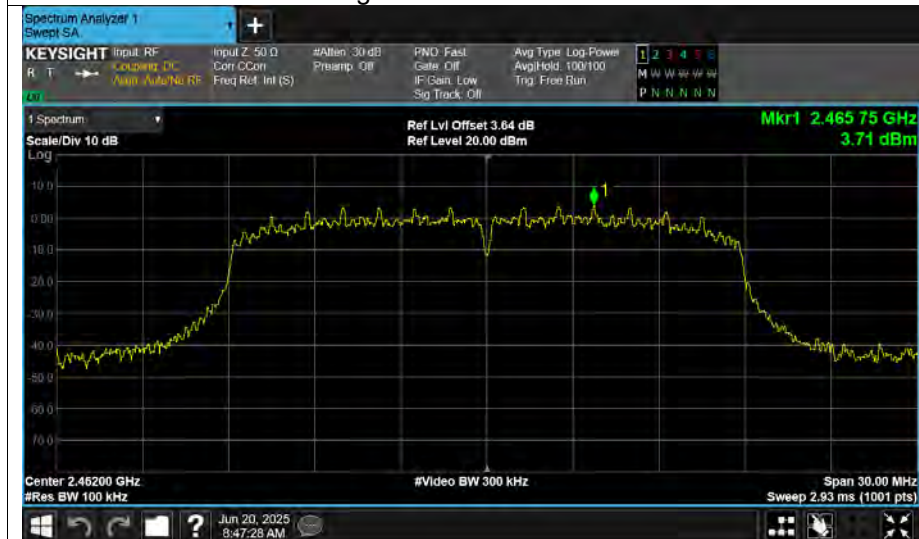 Spectrum Analyzer 1
Swept SA
KEYSIGHT Input: RF Input Z: 50 Ω #Atten: 30 dB PNO: Fast Avg Type: Log-Power 1 2 3 4 5 6
R T Coupling: DC Corr CCorr Preamp: Off Gate: Off Avg|Hold: 100/100 M W W W W W
Align: Auto/No RF Freq Ref: Int (S) IF Gain: Low Trig: Free Run P N N N N N
Sig Track: Off
1 Spectrum
Ref Lvl Offset 3.64 dB Mkr1 2.465 75 GHz
Scale/Div 10 dB Ref Level 20.00 dBm 3.71 dBm
Log
10.0
1
0.00
-10.0
-20.0
-30.0
-40.0
-50.0
-60.0
-70.0
Center 2.46200 GHz #Video BW 300 kHz Span 30.00 MHz
#Res BW 100 kHz Sweep 2.93 ms (1001 pts)
? Jun 20, 2025
8:47:28 AM